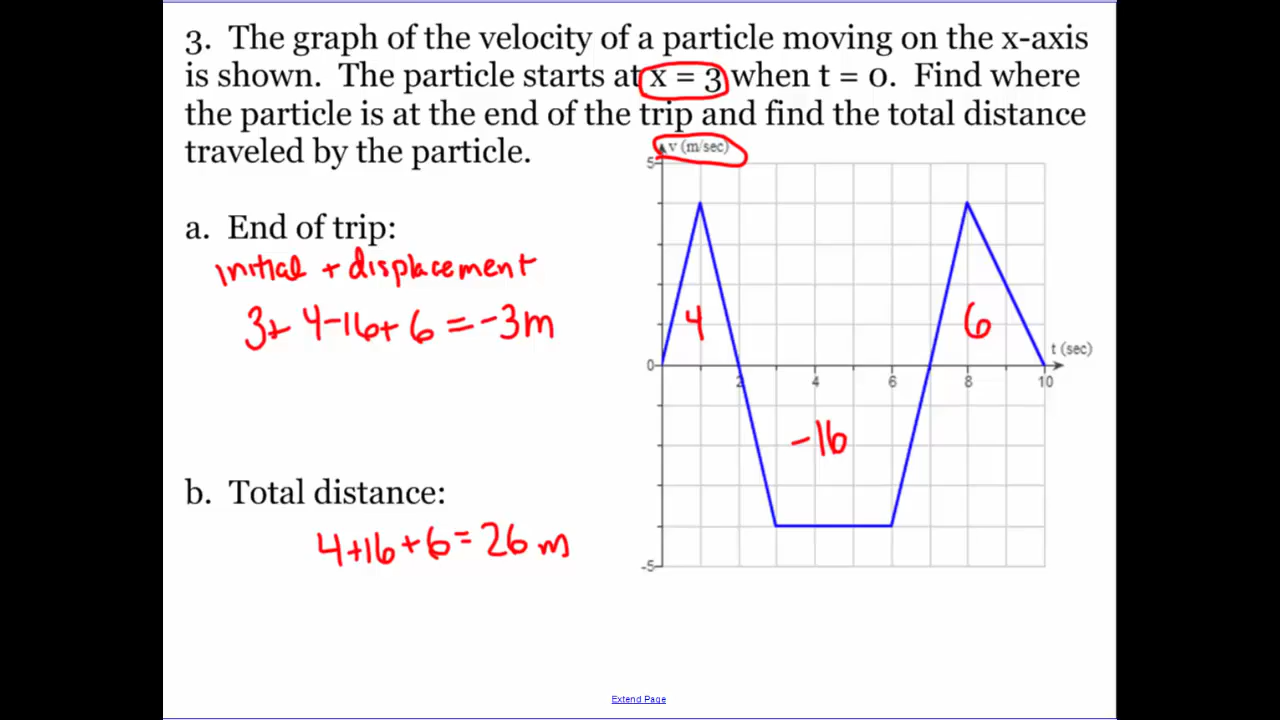 3. The graph of the velocity of a particle moving on the x-axis
is shown. The particle starts at x = 3 when t = 0. Find where
the particle is at the end of the trip and find the total distance
traveled by the particle.
v (m/sec)
5
a. End of trip:
initial + displacement
3+ 4-16+ 6 = -3m
4
6
t (sec)
0
2
4
6
8
10
-16
b. Total distance:
4+16+6=26 m
-5
Extend Page